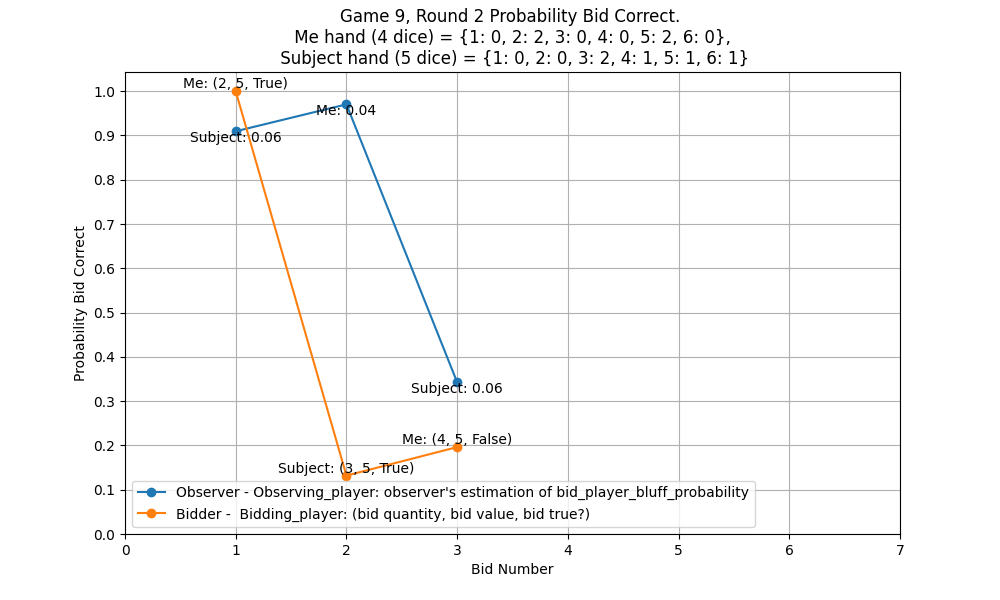 Game 9, Round 2 Probability Bid Correct.
Me hand (4 dice) = {1: 0, 2: 2, 3: 0, 4: 0, 5: 2, 6: 0},
Subject hand (5 dice) = {1: 0, 2: 0, 3: 2, 4: 1, 5: 1, 6: 1}
Probability Bid Correct
1.0
0.9
0.8
0.7
0.6
0.5
0.4
0.3
0.2
0.1
0.0
Me: (2, 5, True)
Me: 0.04
Subject: 0.06
Subject: 0.06
Me: (4, 5, False)
Subject: (3, 5, True)
Observer - Observing_player: observer's estimation of bid_player_bluff_probability
Bidder -  Bidding_player: (bid quantity, bid value, bid true?)
0 1 2 3 4 5 6 7
Bid Number